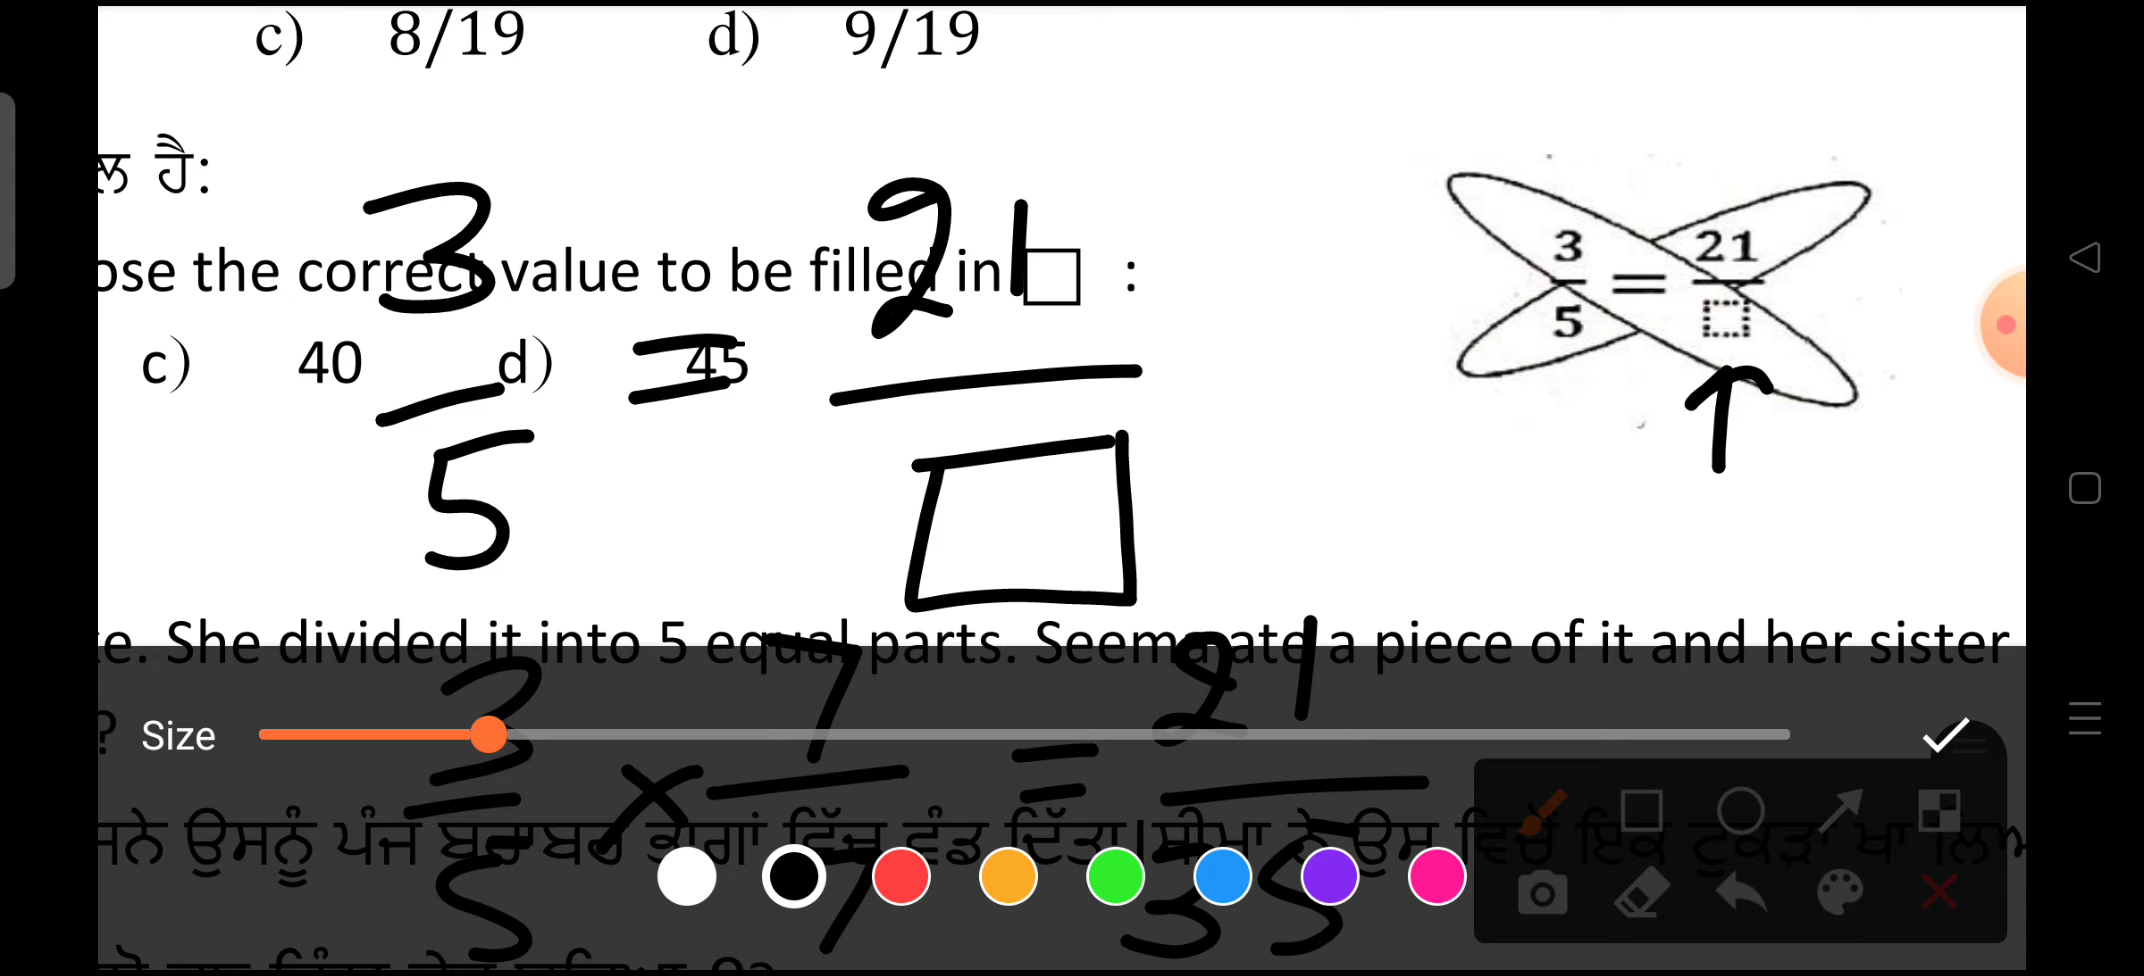 c) 8/19 d) 9/19
ਲ ਹੈ:
ose the correct value to be filled in □ :
c) 40 d) 45
3/5 = 21/□
3/5 = 21/□
e. She divided it into 5 equal parts. Seema ate a piece of it and her sister
?
Size
3/5 × 7/7 = 21/35
ਸਨੇ ਉਸਨੂੰ ਪੰਜ ਬਰਾਬਰ ਭਾਗਾਂ ਵਿੱਚ ਵੰਡ ਦਿੱਤਾ।ਸੀਮਾ ਨੇ ਉਸ ਵਿਚੋਂ ਇਕ ਟੁਕੜਾ ਖਾ ਲਿਆ